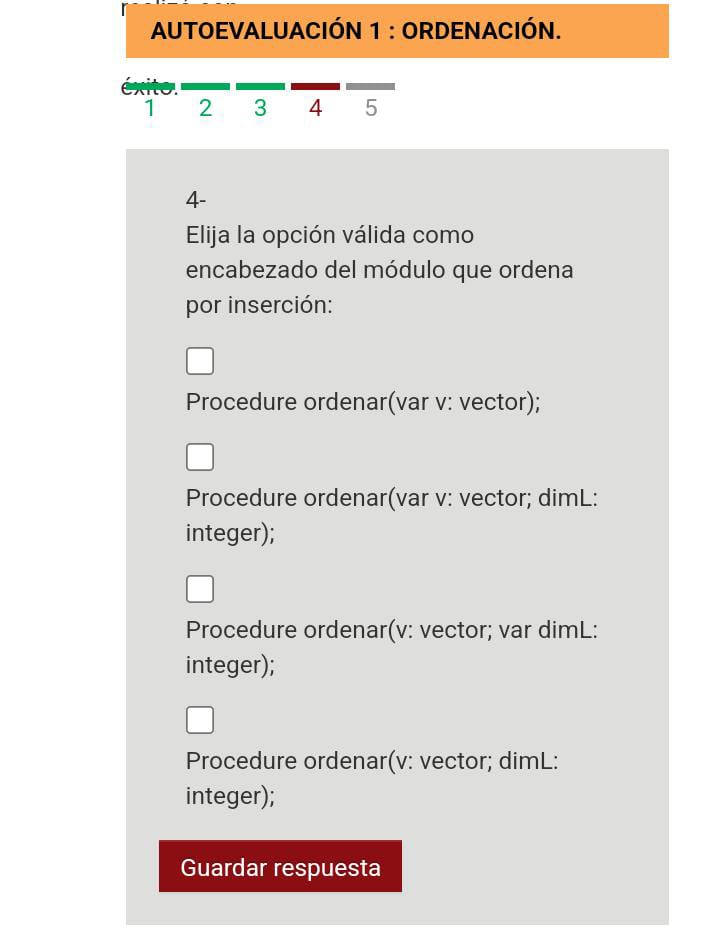 AUTOEVALUACIÓN 1 : ORDENACIÓN.
éxito.
1 2 3 4 5
4-
Elija la opción válida como
encabezado del módulo que ordena
por inserción:
Procedure ordenar(var v: vector);
Procedure ordenar(var v: vector; dimL:
integer);
Procedure ordenar(v: vector; var dimL:
integer);
Procedure ordenar(v: vector; dimL:
integer);
Guardar respuesta